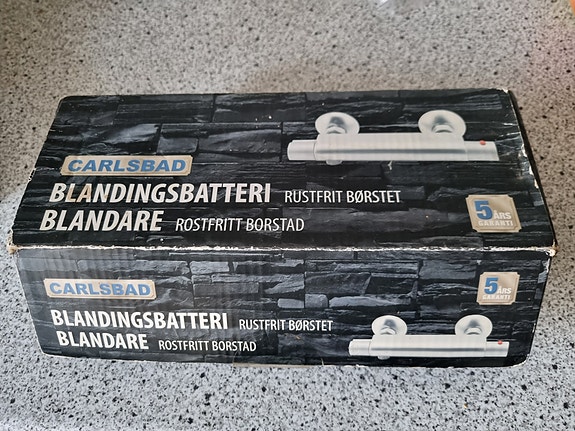 CARLSBAD
BLANDINGSBATTERI RUSTFRIT BØRSTET
BLANDARE ROSTFRITT BORSTAD
5 ÅRS
GARANTI
CARLSBAD
BLANDINGSBATTERI RUSTFRIT BØRSTET
BLANDARE ROSTFRITT BORSTAD
5 ÅRS
GARANTI